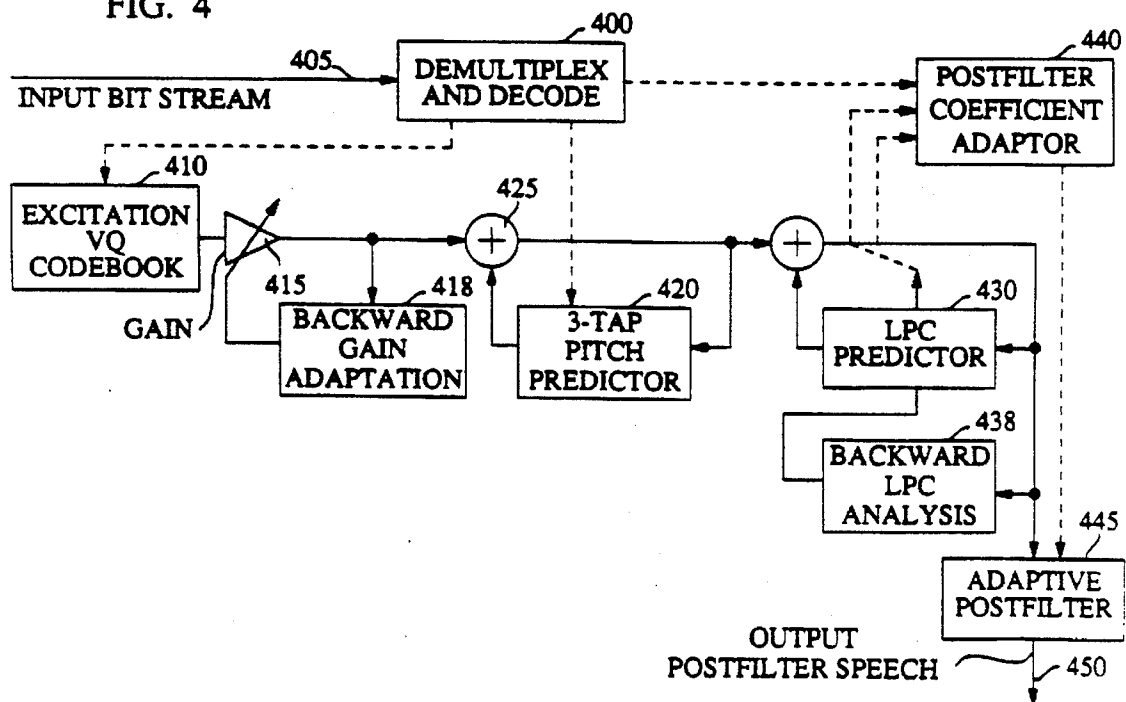 FIG. 4
400
405
DEMULTIPLEX
AND DECODE
INPUT BIT STREAM
440
POSTFILTER
COEFFICIENT
ADAPTOR
410
EXCITATION
VQ
CODEBOOK
415
GAIN
418
BACKWARD
GAIN
ADAPTATION
425
420
3-TAP
PITCH
PREDICTOR
430
LPC
PREDICTOR
438
BACKWARD
LPC
ANALYSIS
445
ADAPTIVE
POSTFILTER
OUTPUT
POSTFILTER SPEECH
450
+
+